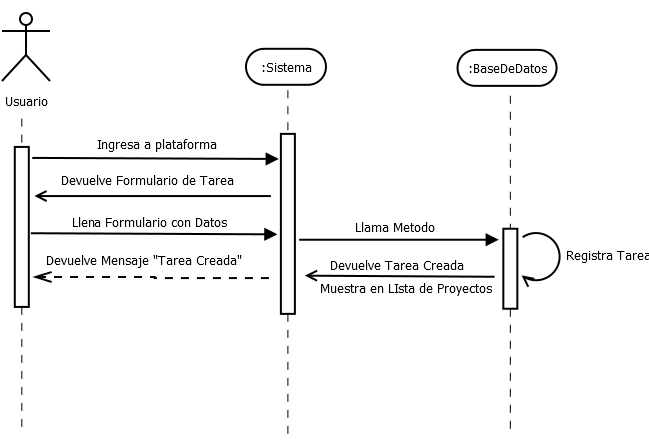 Usuario
:Sistema
:BaseDeDatos
Ingresa a plataforma
Devuelve Formulario de Tarea
Llena Formulario con Datos
Llama Metodo
Registra Tarea
Devuelve Tarea Creada
Muestra en LIsta de Proyectos
Devuelve Mensaje "Tarea Creada"